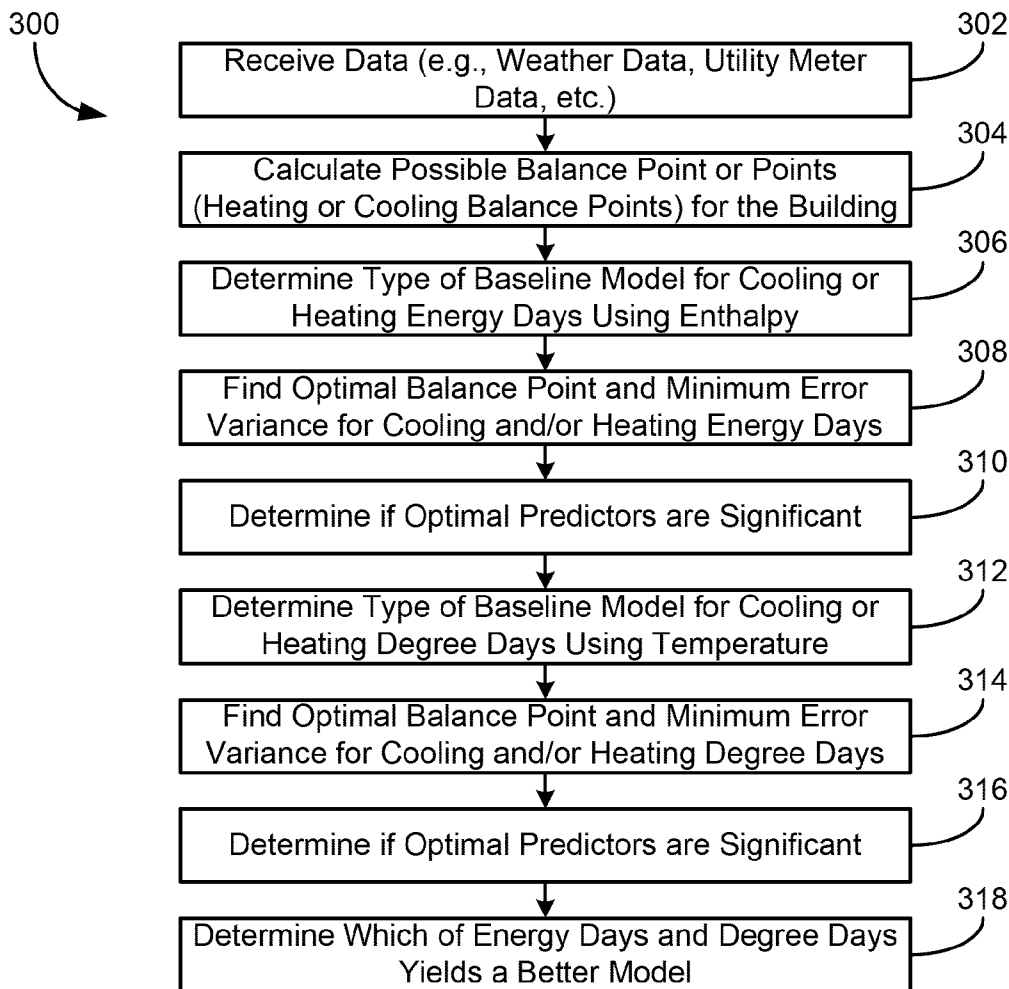 300
302
Receive Data (e.g., Weather Data, Utility Meter
Data, etc.)
304
Calculate Possible Balance Point or Points
(Heating or Cooling Balance Points) for the Building
306
Determine Type of Baseline Model for Cooling or
Heating Energy Days Using Enthalpy
308
Find Optimal Balance Point and Minimum Error
Variance for Cooling and/or Heating Energy Days
310
Determine if Optimal Predictors are Significant
312
Determine Type of Baseline Model for Cooling or
Heating Degree Days Using Temperature
314
Find Optimal Balance Point and Minimum Error
Variance for Cooling and/or Heating Degree Days
316
Determine if Optimal Predictors are Significant
318
Determine Which of Energy Days and Degree Days
Yields a Better Model